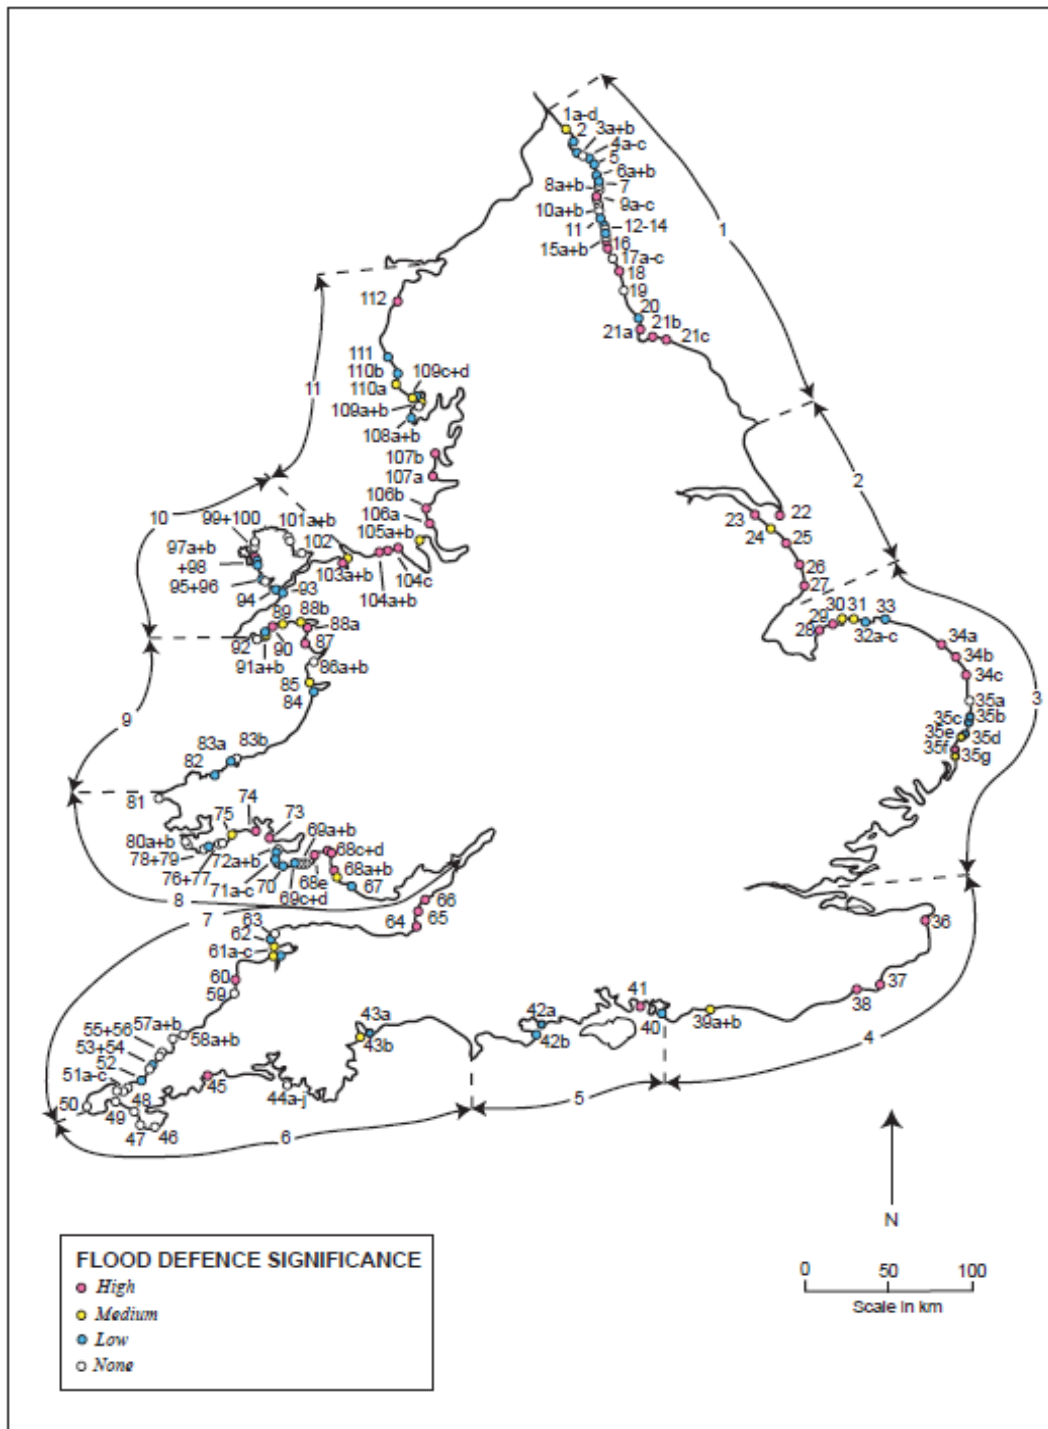 1a-d
2
3a+b
4a-c
5
6a+b
7
8a+b
9a-c
10a+b
11
12-14
15a+b
16
17a-c
18
19
20
21a
21b
21c
1
112
111
110b
110a
109c+d
109a+b
108a+b
107b
107a
106b
106a
105a+b
11
2
22
23
24
25
26
27
10
99+100
101a+b
102
97a+b
+98
95+96
94
93
103a+b
104a+b
104c
89
88b
88a
92
90
87
91a+b
86a+b
85
84
9
28
29
30
31
32a-c
33
34a
34b
34c
35a
35b
35c
35d
35e
35f
35g
3
83a
83b
82
81
80a+b
78+79
76+77
75
74
73
72a+b
71a-c
70
69a+b
69c+d
68c+d
68a+b
68e
67
8
7
66
65
64
63
62
61a-c
60
59
58a+b
57a+b
55+56
53+54
52
51a-c
50
49
48
47
46
45
44a-j
43a
43b
42a
42b
41
40
39a+b
38
37
36
4
5
6
N
0 50 100
Scale in km
FLOOD DEFENCE SIGNIFICANCE
High
Medium
Low
None